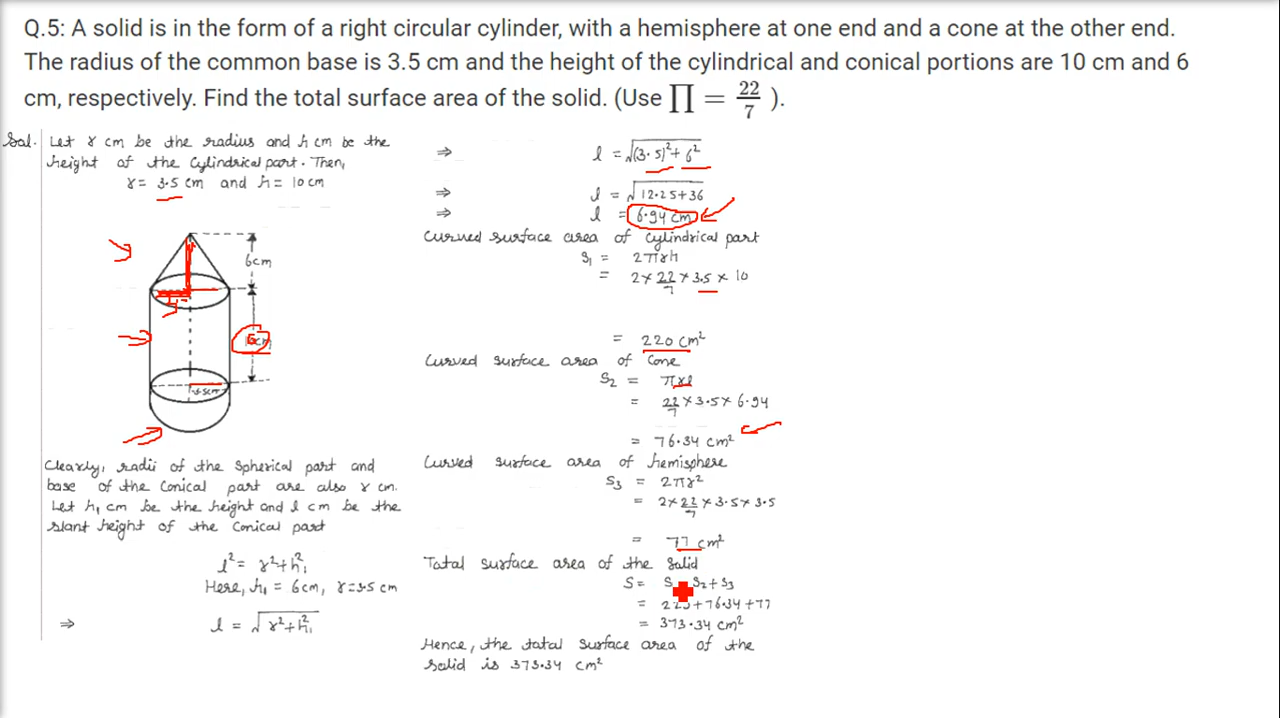 Q.5: A solid is in the form of a right circular cylinder, with a hemisphere at one end and a cone at the other end.
The radius of the common base is 3.5 cm and the height of the cylindrical and conical portions are 10 cm and 6
cm, respectively. Find the total surface area of the solid. (Use ∏ = 22/7 ).
Sol. Let r cm be the radius and h cm be the
height of the cylindrical part. Then,
r = 3.5 cm and h = 10 cm
6cm
3.5cm
Clearly, radii of the spherical part and
base of the conical part are also r cm.
Let h₁ cm be the height and l cm be the
slant height of the conical part
l² = r²+h₁²
Here, h₁ = 6cm, r=3.5 cm
⇒ l = √r²+h₁²
⇒ l = √(3.5)²+6²
⇒ l = √12.25+36
⇒ l = 6.94 cm
Curved surface area of cylindrical part
S₁ = 2πrh
= 2 × 22/7 × 3.5 × 10
= 220 cm²
Curved surface area of cone
S₂ = πrl
= 22/7 × 3.5 × 6.94
= 76.34 cm²
Curved surface area of hemisphere
S₃ = 2πr²
= 2 × 22/7 × 3.5 × 3.5
= 77 cm²
Total surface area of the solid
S = S S₂+S₃
= 220+76.34+77
= 373.34 cm²
Hence, the total surface area of the
solid is 373.34 cm²